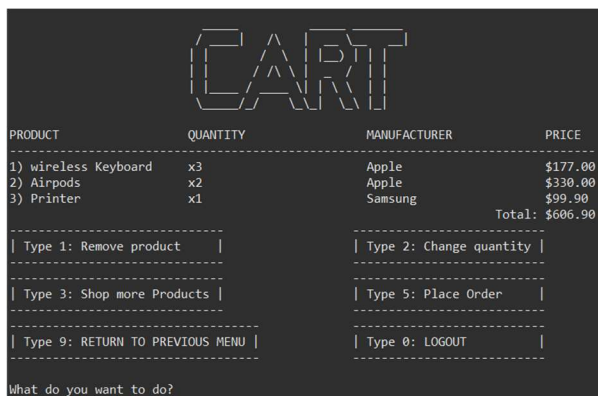 CART
PRODUCT QUANTITY MANUFACTURER PRICE
1) wireless Keyboard x3 Apple $177.00
2) Airpods x2 Apple $330.00
3) Printer x1 Samsung $99.90
Total: $606.90
| Type 1: Remove product | | Type 2: Change quantity |
| Type 3: Shop more Products | | Type 5: Place Order |
| Type 9: RETURN TO PREVIOUS MENU | | Type 0: LOGOUT |
What do you want to do?